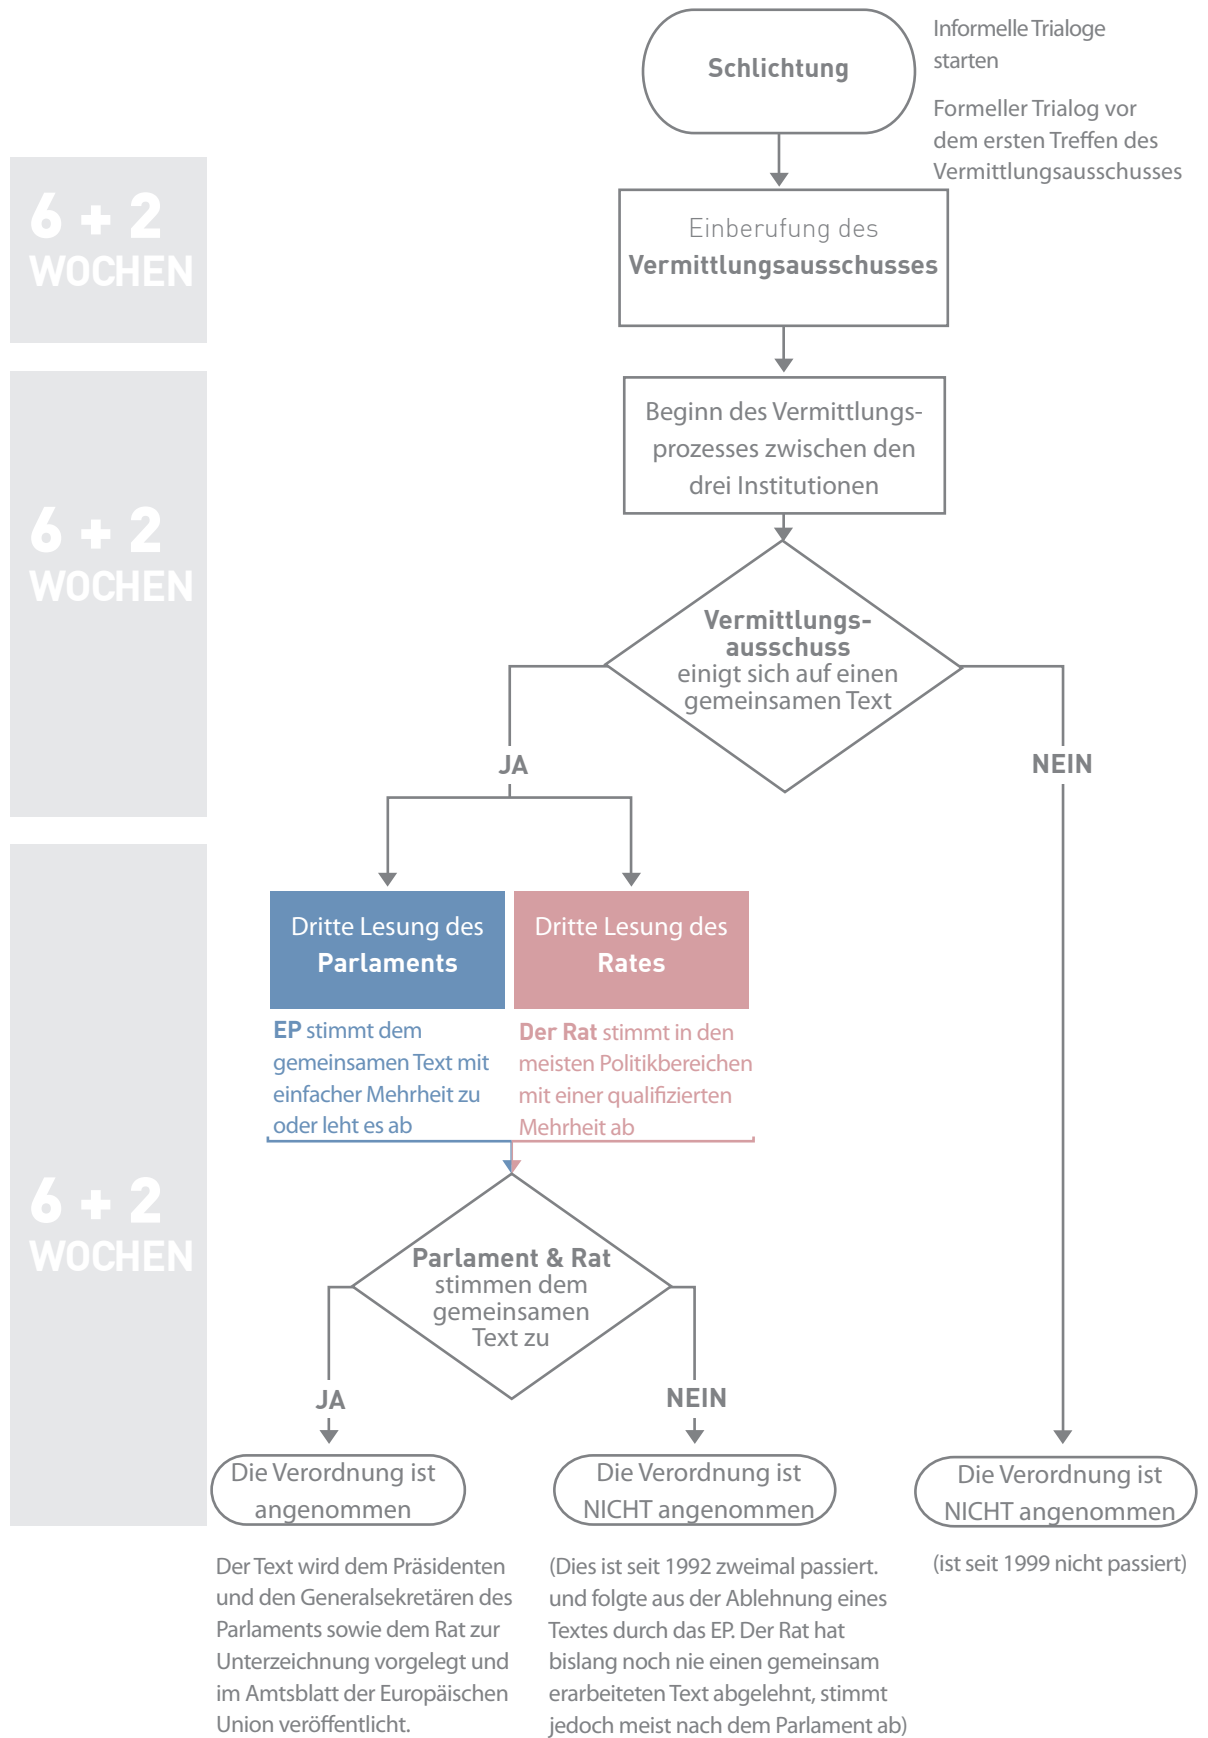 Schlichtung
Informelle Trialoge
starten
Formeller Trialog vor
dem ersten Treffen des
Vermittlungsausschusses
6 + 2
WOCHEN
Einberufung des
Vermittlungsausschusses
6 + 2
WOCHEN
Beginn des Vermittlungs-
prozesses zwischen den
drei Institutionen
Vermittlungs-
ausschuss
einigt sich auf einen
gemeinsamen Text
JA
NEIN
6 + 2
WOCHEN
Dritte Lesung des
Parlaments
Dritte Lesung des
Rates
EP stimmt dem
gemeinsamen Text mit
einfacher Mehrheit zu
oder leht es ab
Der Rat stimmt in den
meisten Politikbereichen
mit einer qualifizierten
Mehrheit ab
Parlament & Rat
stimmen dem
gemeinsamen
Text zu
JA
NEIN
Die Verordnung ist
angenommen
Die Verordnung ist
NICHT angenommen
Die Verordnung ist
NICHT angenommen
Der Text wird dem Präsidenten
und den Generalsekretären des
Parlaments sowie dem Rat zur
Unterzeichnung vorgelegt und
im Amtsblatt der Europäischen
Union veröffentlicht.
(Dies ist seit 1992 zweimal passiert.
und folgte aus der Ablehnung eines
Textes durch das EP. Der Rat hat
bislang noch nie einen gemeinsam
erarbeiteten Text abgelehnt, stimmt
jedoch meist nach dem Parlament ab)
(ist seit 1999 nicht passiert)